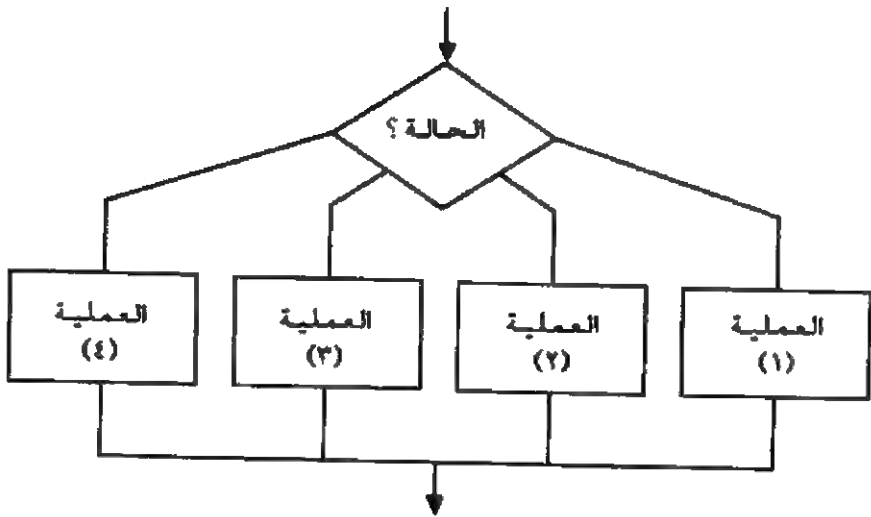 الحالة ؟
العملية
(١)
العملية
(٢)
العملية
(٣)
العملية
(٤)